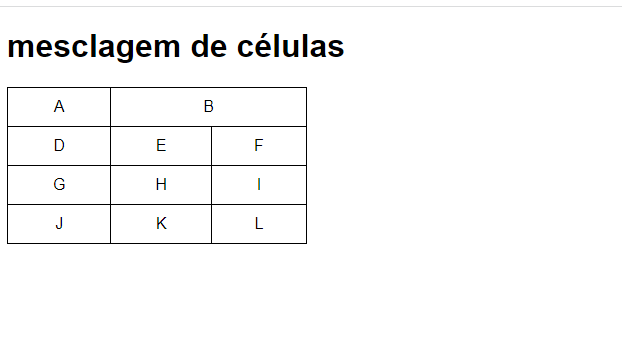 mesclagem de células
A B
D E F
G H I
J K L